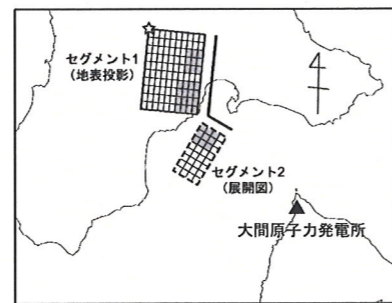 セグメント1
(地表投影)
セグメント2
(展開図)
大間原子力発電所